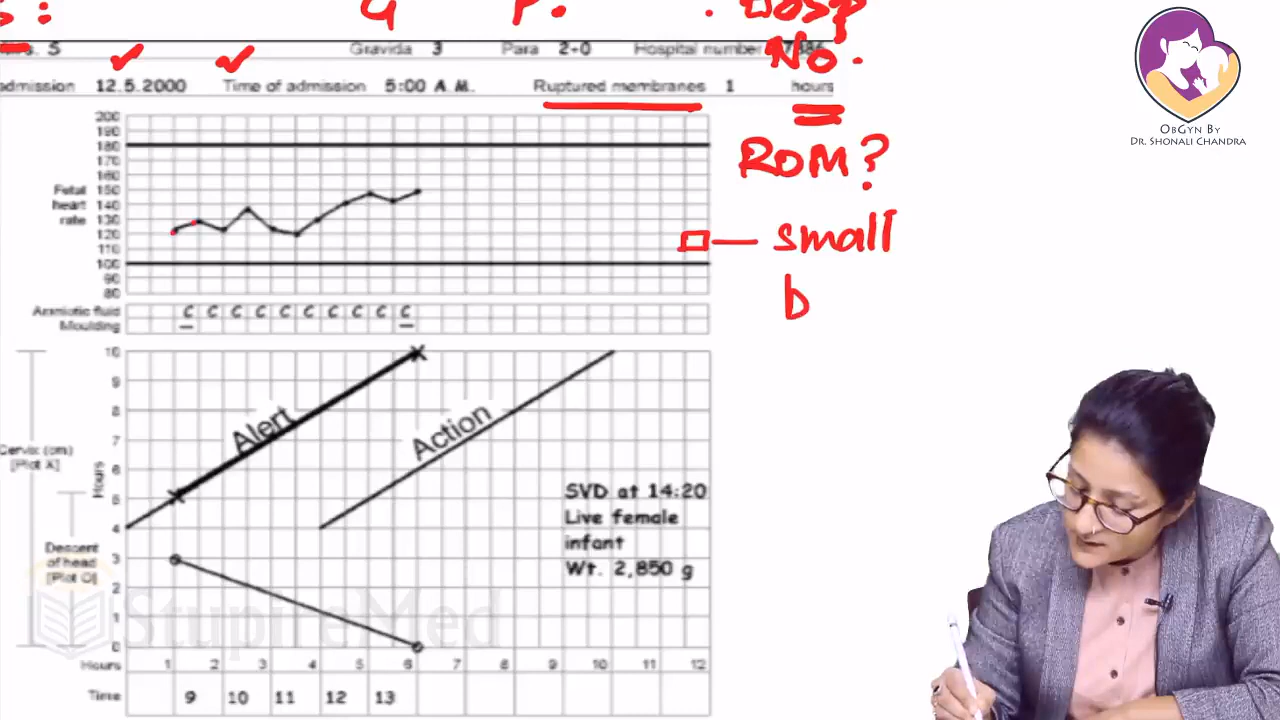 S :
G P. . Hosp
No.
s. S Gravida 3 Para 2+0 Hospital number 7886
admission 12.5.2000 Time of admission 5:00 A.M. Ruptured membranes 1 hours
ROM?
small
b
200
190
180
170
160
Fetal heart rate
150
140
130
120
110
100
90
80
Amniotic fluid C C C C C C C C C C
Moulding
10
9
8
7
6
5
4
3
2
1
0
Cervix (cm)
[Plot X]
Hours
Descent
of head
[Plot O]
Alert
Action
SVD at 14:20
Live female
infant
Wt. 2,850 g
Hours 1 2 3 4 5 6 7 8 9 10 11 12
Time 9 10 11 12 13
StupireMed
ObGyn By
Dr. Shonali Chandra